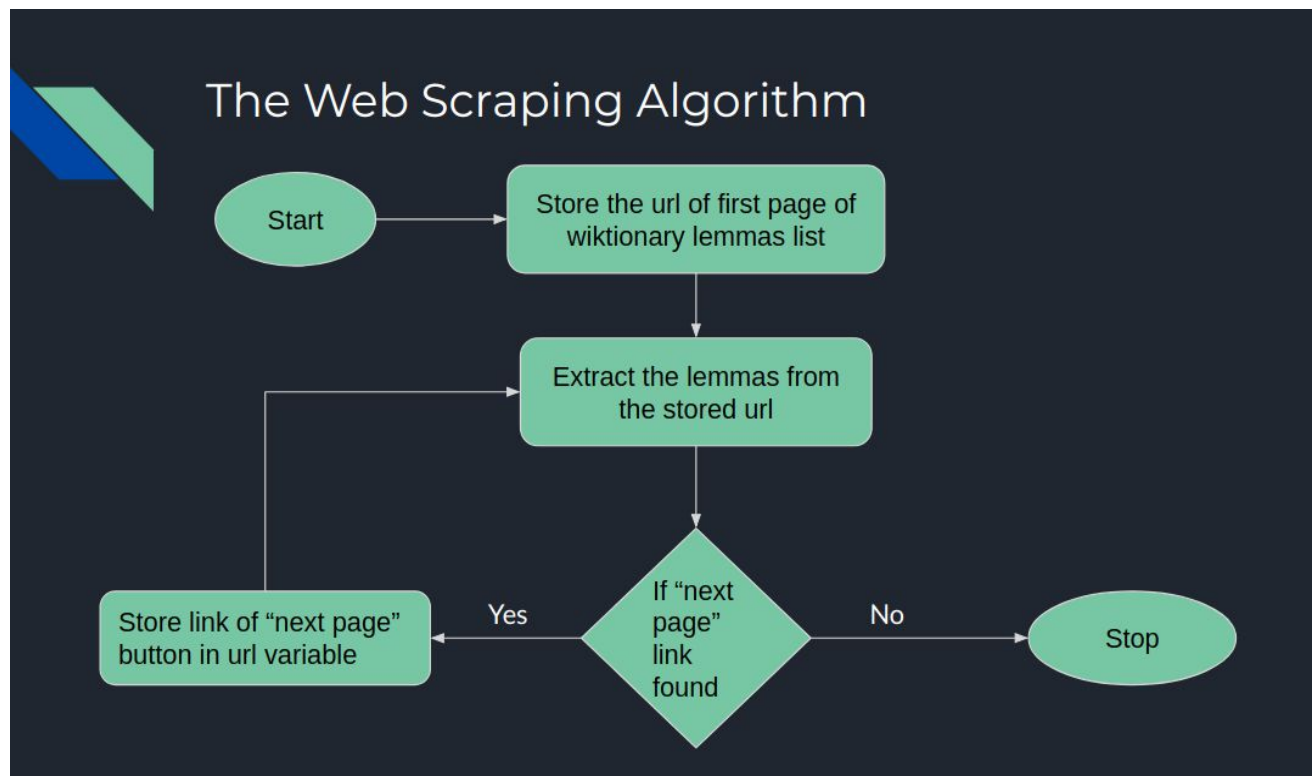 The Web Scraping Algorithm
Start
Store the url of first page of
wiktionary lemmas list
Extract the lemmas from
the stored url
If “next
page”
link
found
Yes
Store link of “next page”
button in url variable
No
Stop